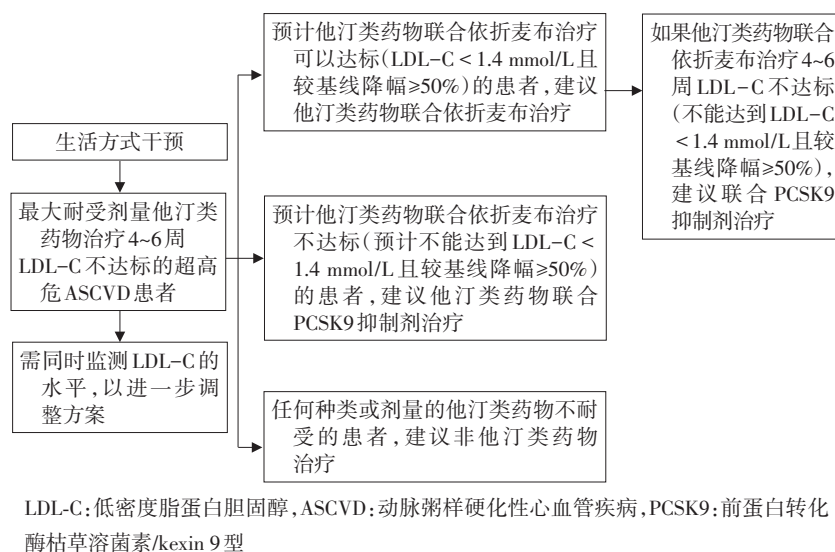 生活方式干预
最大耐受剂量他汀类
药物治疗4~6周
LDL-C不达标的超高
危ASCVD患者
需同时监测LDL-C的
水平,以进一步调
整方案
预计他汀类药物联合依折麦布治疗
可以达标(LDL-C<1.4 mmol/L且
较基线降幅≥50%)的患者,建议
他汀类药物联合依折麦布治疗
预计他汀类药物联合依折麦布治疗
不达标(预计不能达到LDL-C<
1.4 mmol/L且较基线降幅≥50%)
的患者,建议他汀类药物联合
PCSK9抑制剂治疗
任何种类或剂量的他汀类药物不耐
受的患者,建议非他汀类药物
治疗
如果他汀类药物联合
依折麦布治疗4~6
周LDL-C不达标
(不能达到LDL-C
<1.4 mmol/L且较
基线降幅≥50%),
建议联合PCSK9
抑制剂治疗
LDL-C:低密度脂蛋白胆固醇,ASCVD:动脉粥样硬化性心血管疾病,PCSK9:前蛋白转化
酶枯草溶菌素/kexin 9型